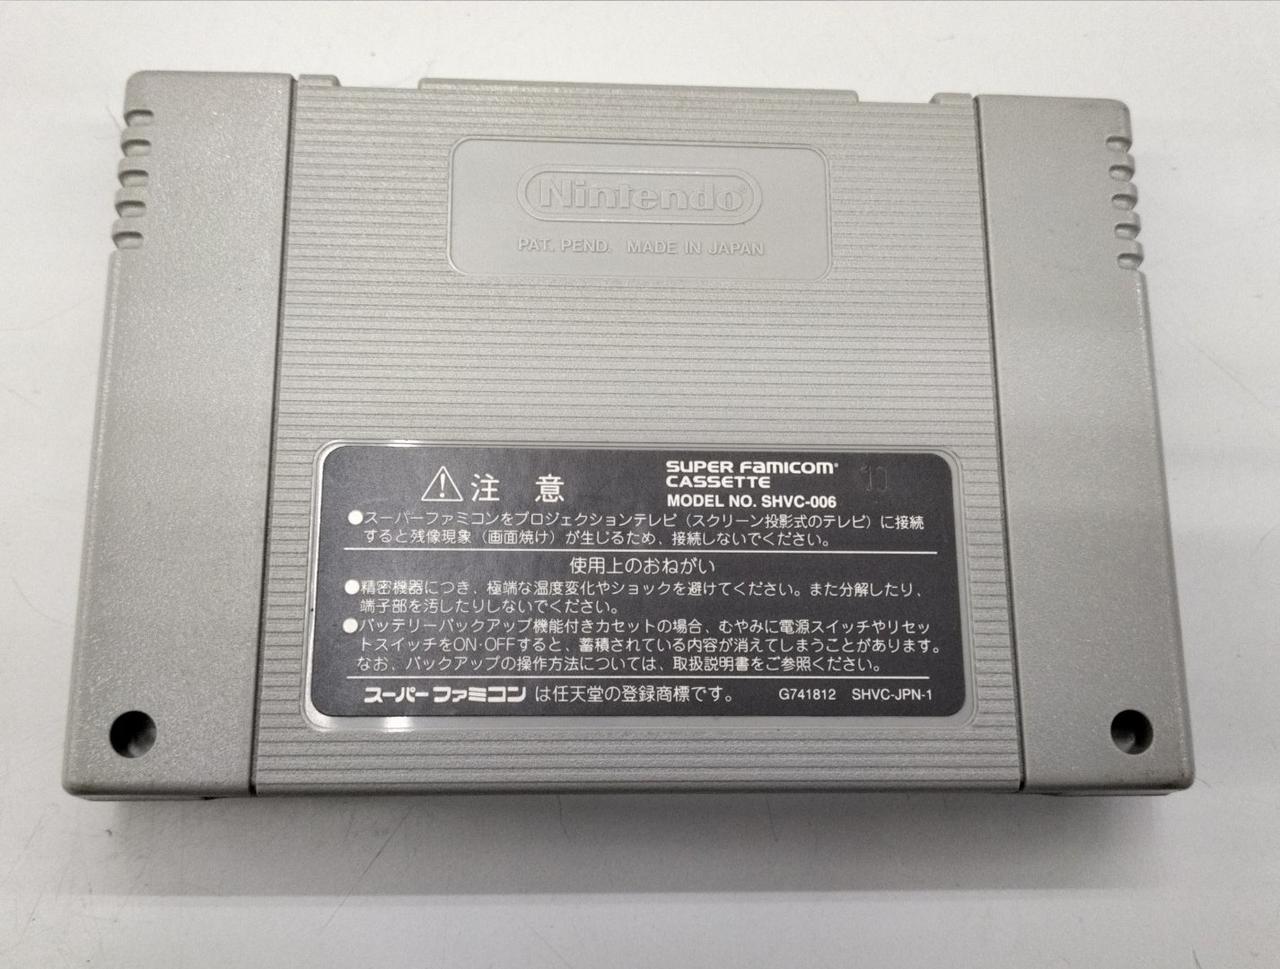 Nintendo®
PAT. PEND. MADE IN JAPAN
⚠注 意
SUPER FAMICOM®
CASSETTE
MODEL NO. SHVC-006
10
●スーパーファミコンをプロジェクションテレビ（スクリーン投影式のテレビ）に接続
すると残像現象（画面焼け）が生じるため、接続しないでください。
使用上のおねがい
●精密機器につき、極端な温度変化やショックを避けてください。また分解したり、
端子部を汚したりしないでください。
●バッテリーバックアップ機能付きカセットの場合、むやみに電源スイッチやリセッ
トスイッチをON·OFFすると、蓄積されている内容が消えてしまうことがあります。
なお、バックアップの操作方法については、取扱説明書をご参照ください。
スーパーファミコン は任天堂の登録商標です。 G741812 SHVC-JPN-1